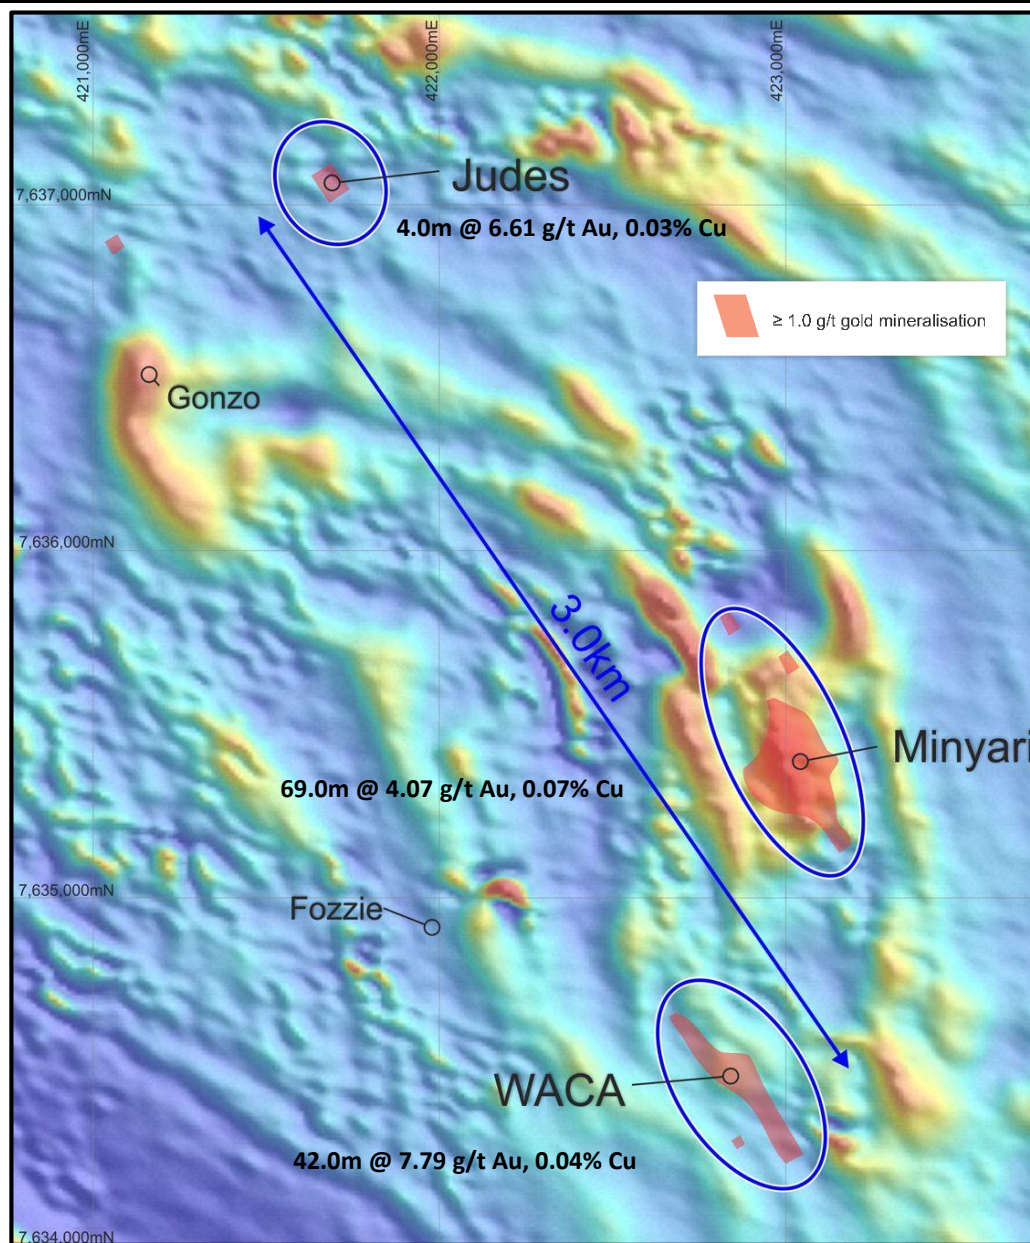 421,000mE
422,000mE
423,000mE
Judes
7,637,000mN
4.0m @ 6.61 g/t Au, 0.03% Cu
≥ 1.0 g/t gold mineralisation
Gonzo
7,636,000mN
3.0km
Minyari
69.0m @ 4.07 g/t Au, 0.07% Cu
7,635,000mN
Fozzie
WACA
42.0m @ 7.79 g/t Au, 0.04% Cu
7,634,000mN